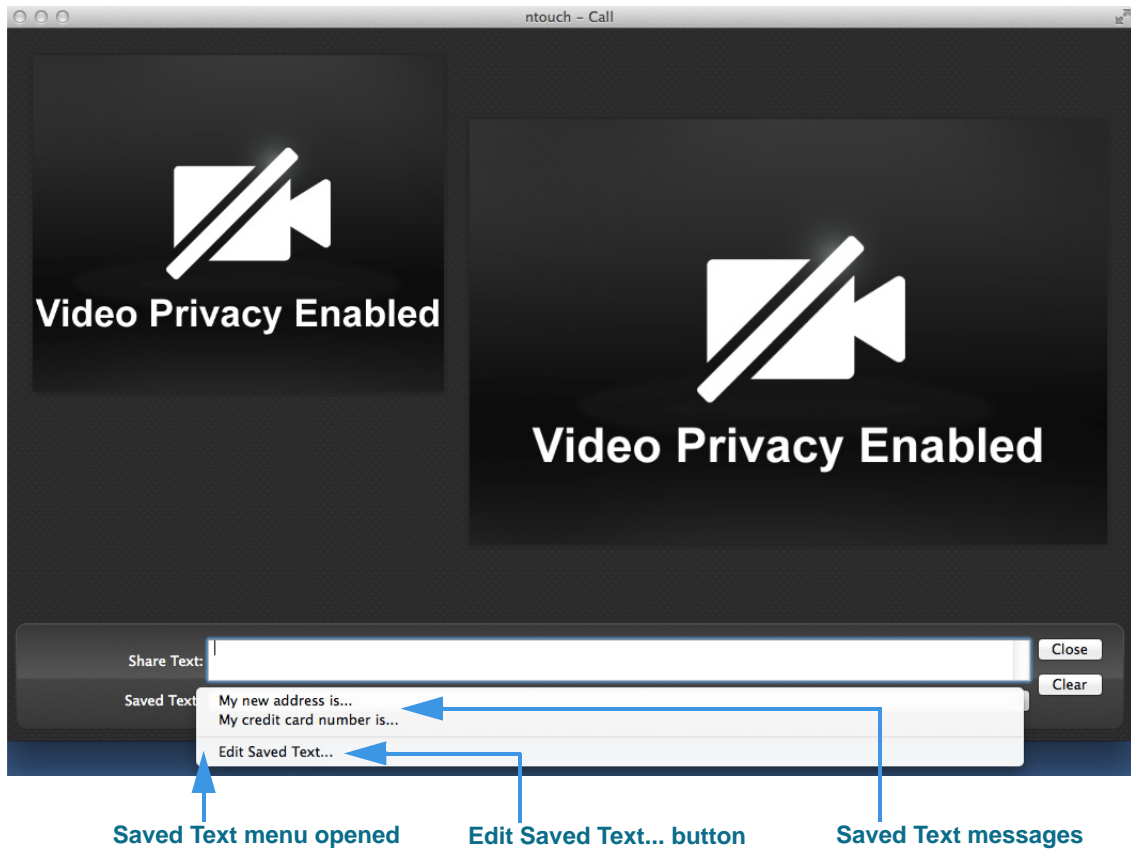 ntouch – Call
Video Privacy Enabled
Video Privacy Enabled
Share Text:
Close
Saved Text
Clear
My new address is...
My credit card number is...
Edit Saved Text...
Saved Text menu opened
Edit Saved Text... button
Saved Text messages